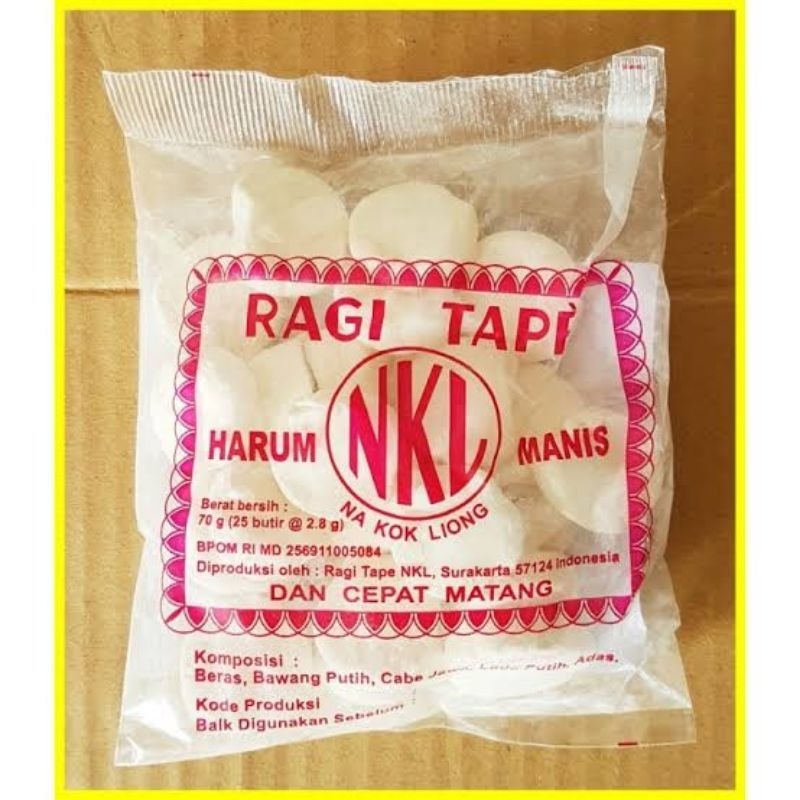 RAGI TAPE
NKL
HARUM MANIS
NA KOK LIONG
Berat bersih :
70 g (25 butir @ 2.8 g)
BPOM RI MD 256911005084
Diproduksi oleh : Ragi Tape NKL, Surakarta 57124 Indonesia
DAN CEPAT MATANG
Komposisi :
Beras, Bawang Putih, Cabe Jawa, Lada Putih, Adas.
Kode Produksi
Baik Digunakan Sebelum :